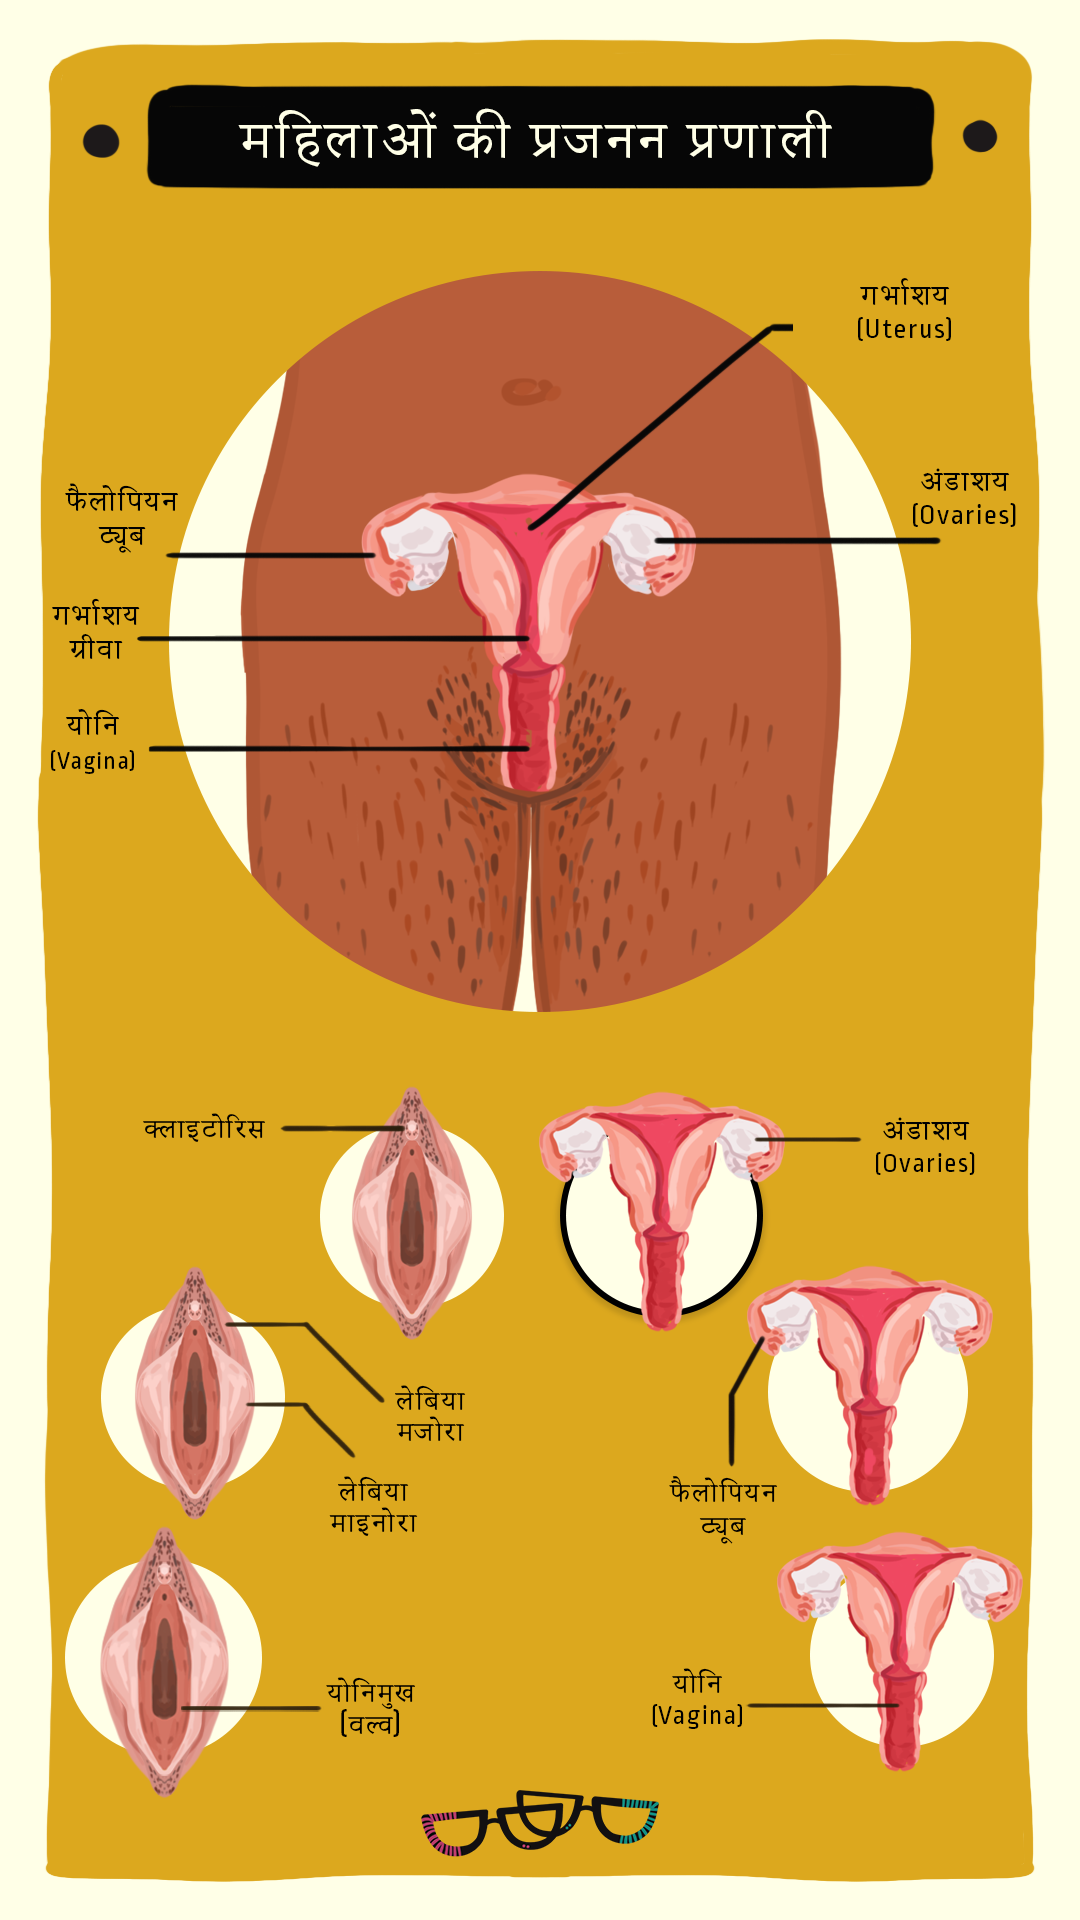 महिलाओं की प्रजनन प्रणाली
गर्भाशय
(Uterus)
फैलोपियन
ट्यूब
अंडाशय
(Ovaries)
गर्भाशय
ग्रीवा
योनि
(Vagina)
क्लाइटोरिस
अंडाशय
(Ovaries)
लेबिया
मजोरा
लेबिया
माइनोरा
फैलोपियन
ट्यूब
योनिमुख
(वल्व)
योनि
(Vagina)